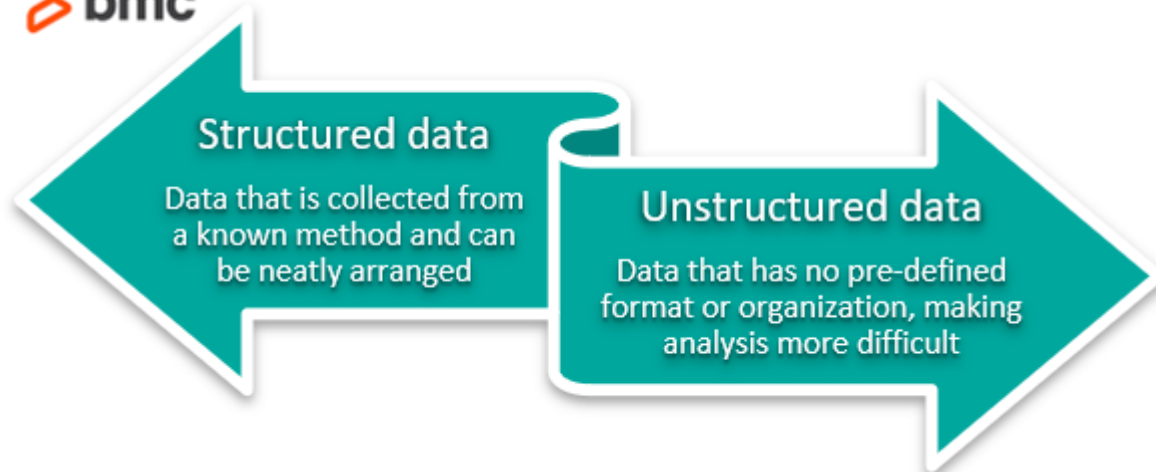 bmc
Structured data
Data that is collected from
a known method and can
be neatly arranged
Unstructured data
Data that has no pre-defined
format or organization, making
analysis more difficult